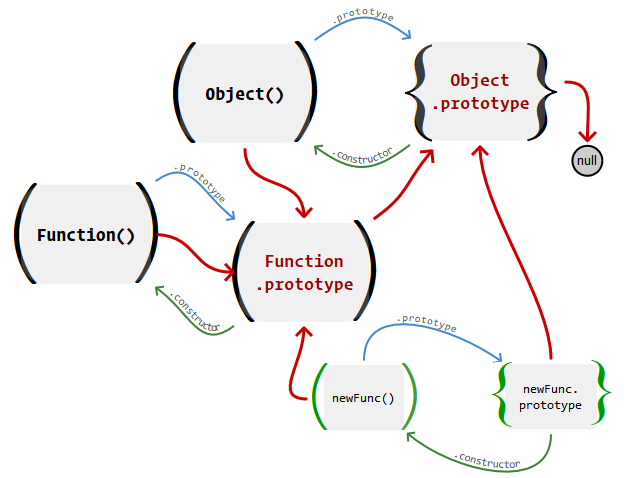 .prototype
Object()
Object
.prototype
.constructor
null
.prototype
Function()
Function
.prototype
.constructor
.prototype
newFunc()
newFunc.
prototype
.constructor